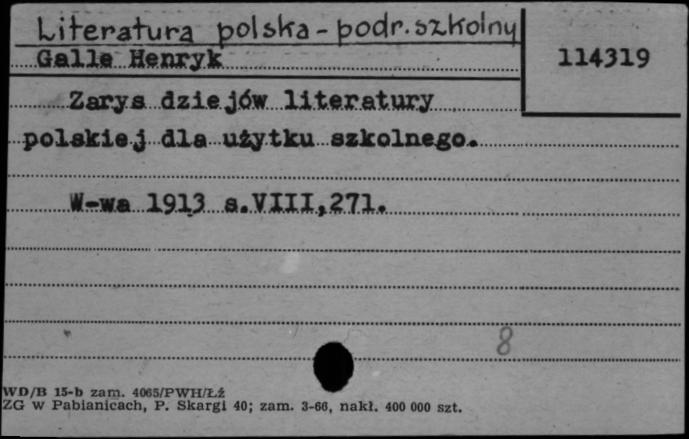 Literatura polska - podr. szkolny
Galle Henryk
114319
Zarys dziejów literatury
polskiej dla użytku szkolnego.
W-wa 1913 s.VIII,271.
8
WD/B 15-b zam. 4065/PWH/Łź
ZG w Pabianicach, P. Skargi 40; zam. 3-66, nakł. 400 000 szt.